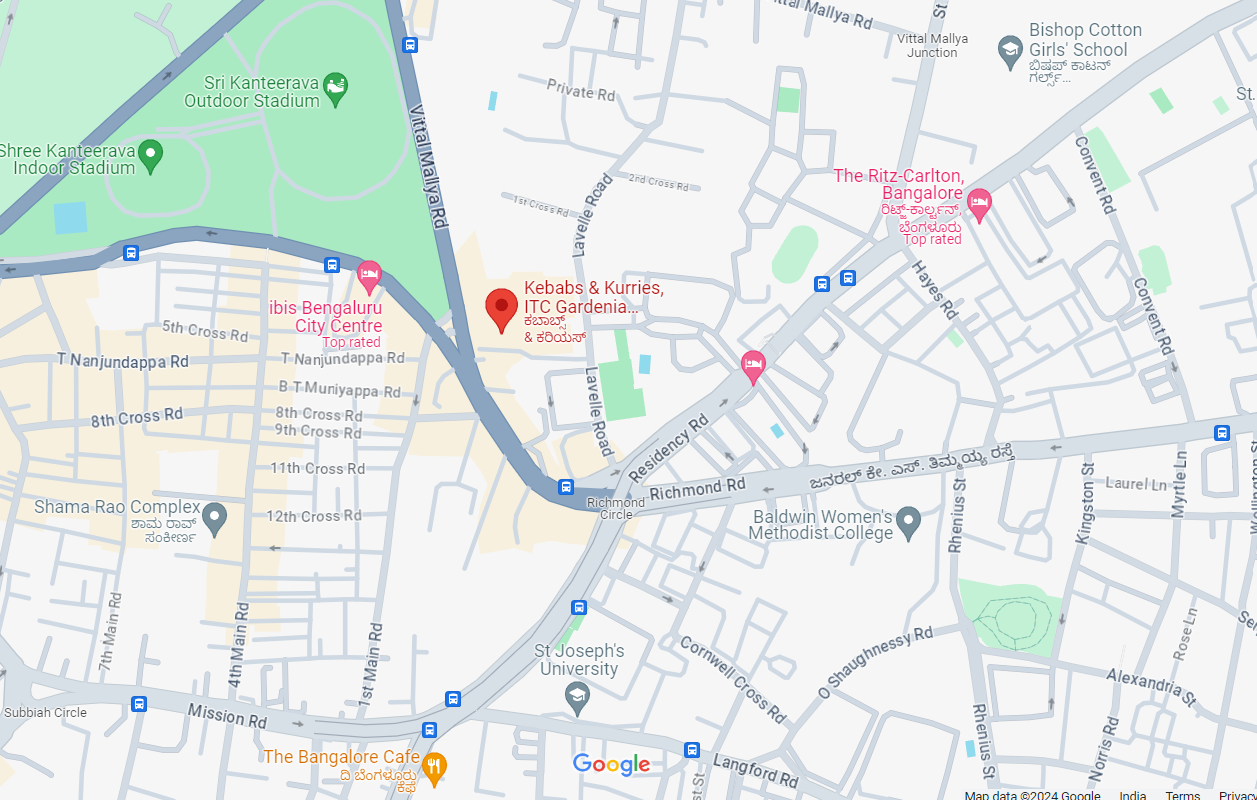 Vittal Mallya Rd
St
Vittal Mallya
Junction
Bishop Cotton
Girls' School
ಬಿಷಪ್ ಕಾಟನ್
ಗರ್ಲ್ಸ್...
St.
Sri Kanteerava
Outdoor Stadium
Private Rd
Vittal Mallya Rd
Shree Kanteerava
Indoor Stadium
Convent Rd
The Ritz-Carlton,
Bangalore
ರಿಟ್ಜ್-ಕಾರ್ಲ್ಟನ್,
ಬೆಂಗಳೂರು
Top rated
2nd Cross Rd
1st Cross Rd
Lavelle Road
Hayes Rd
Convent Rd
Kebabs & Kurries,
ITC Gardenia...
ಕಬಾಬ್ಸ್
& ಕರಿಯಸ್
ibis Bengaluru
City Centre
Top rated
5th Cross Rd
T Nanjundappa Rd
T Nanjundappa Rd
B T Muniyappa Rd
8th Cross Rd
8th Cross Rd
9th Cross Rd
Lavelle Road
Residency Rd
11th Cross Rd
ಜನರಲ್ ಕೇ. ಎಸ್. ತಿಮ್ಮಯ್ಯ ರಸ್ತೆ
Richmond Rd
Richmond
Circle
Shama Rao Complex
ಶಾಮ ರಾವ್
ಸಂಕೀರ್ಣ
12th Cross Rd
Baldwin Women's
Methodist College
Rhenius St
Kingston St
Laurel Ln
Myrtle Ln
Wellington
7th Main Rd
4th Main Rd
1st Main Rd
St Joseph's
University
Cornwell Cross Rd
O Shaughnessy Rd
Rose Ln
Alexandria St
Subbiah Circle
Mission Rd
Rhenius St
Norris Rd
The Bangalore Cafe
ದಿ ಬೆಂಗಳೂರು
ಕೆಫೆ
Google
Langford Rd
st St
Map data ©2024 Google India Terms Privacy